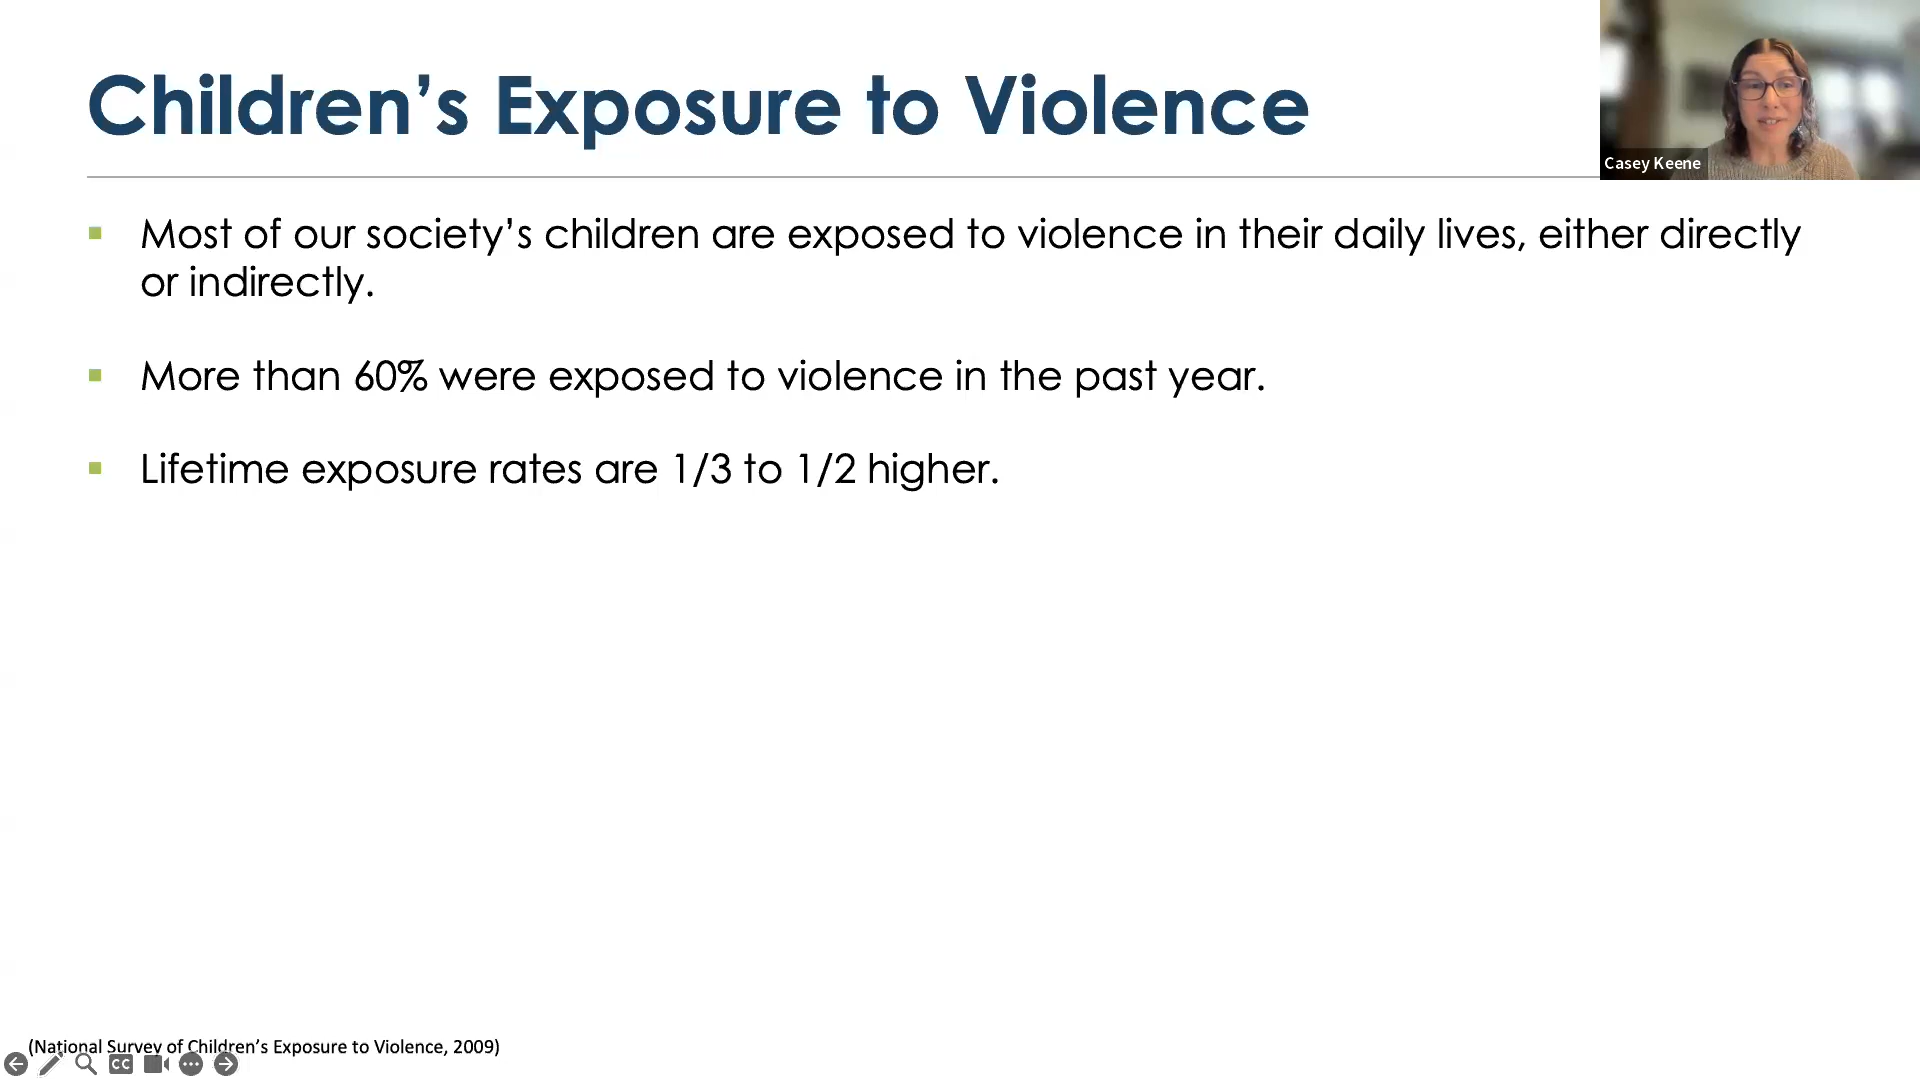 Children’s Exposure to Violence
Casey Keene
▪ Most of our society’s children are exposed to violence in their daily lives, either directly
or indirectly.
▪ More than 60% were exposed to violence in the past year.
▪ Lifetime exposure rates are 1/3 to 1/2 higher.
(National Survey of Children’s Exposure to Violence, 2009)
CC